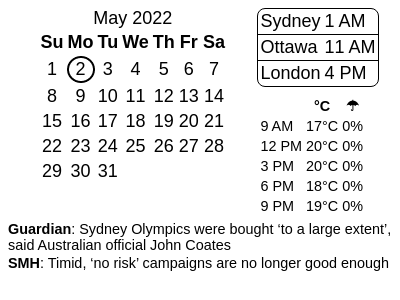 May 2022
Su Mo Tu We Th Fr Sa
1 2 3 4 5 6 7
8 9 10 11 12 13 14
15 16 17 18 19 20 21
22 23 24 25 26 27 28
29 30 31
Sydney 1 AM
Ottawa 11 AM
London 4 PM
°C ☂
9 AM 17°C 0%
12 PM 20°C 0%
3 PM 20°C 0%
6 PM 18°C 0%
9 PM 19°C 0%
Guardian: Sydney Olympics were bought ‘to a large extent’,
said Australian official John Coates
SMH: Timid, ‘no risk’ campaigns are no longer good enough